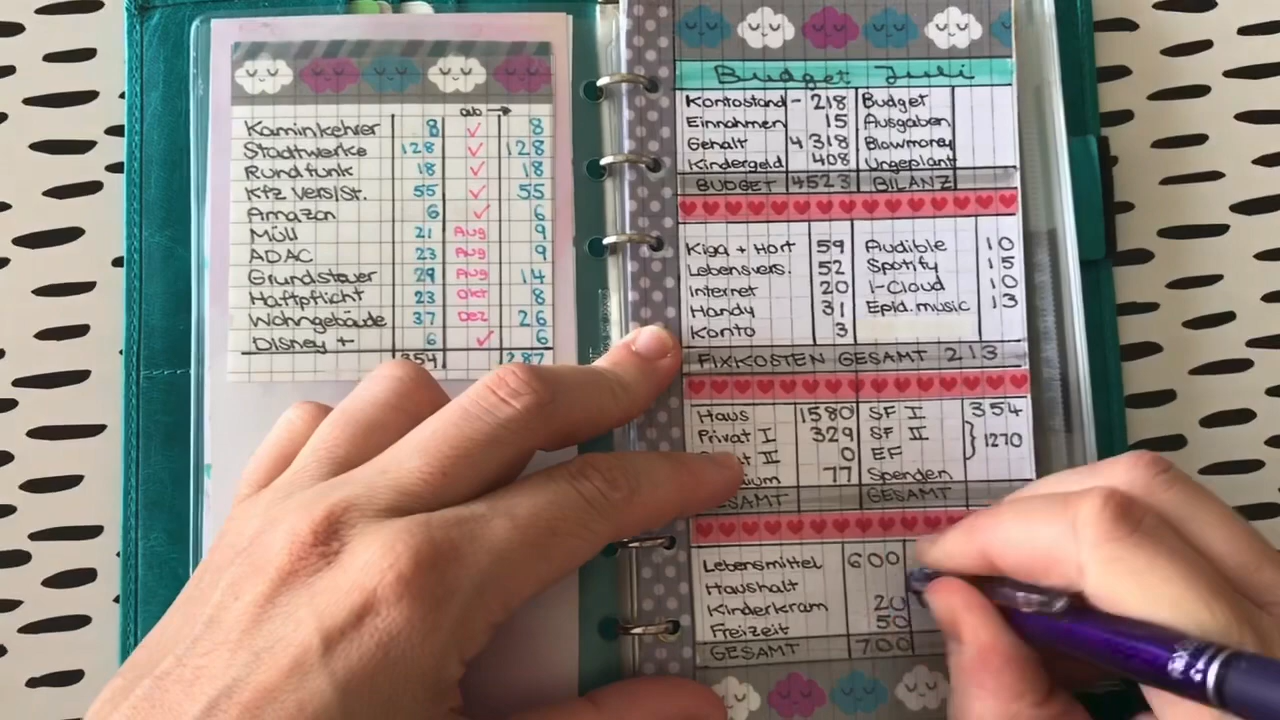 ab →
Kaminkehrer 8 ✓ 8
Stadtwerke 128 ✓ 128
Rundfunk 18 ✓ 18
Kfz Vers/St. 55 ✓ 55
Amazon 6 ✓ 6
Müll 21 Aug 9
ADAC 23 Aug 9
Grundsteuer 29 Aug 14
Haftpflicht 23 Okt 8
Wohngebäude 37 Dez 26
Disney + 6 ✓ 6
354 287
Budget Juli
Kontostand - 218 Budget
Einnahmen 15 Ausgaben
Gehalt 4318 Blowmoney
Kindergeld 408 Ungeplant
BUDGET 4523 BILANZ
Kiga + Hort 59 Audible 10
Lebensvers. 52 Spotify 15
Internet 20 I-Cloud 10
Handy 31 Epid. music 13
Konto 3
FIXKOSTEN GESAMT 213
Haus 1580 SF I 354
Privat I 329 SF II } 1270
II 0 EF
77 Spenden
GESAMT GESAMT
Lebensmittel 600
Haushalt
Kinderkram 20
Freizeit 50
GESAMT 700